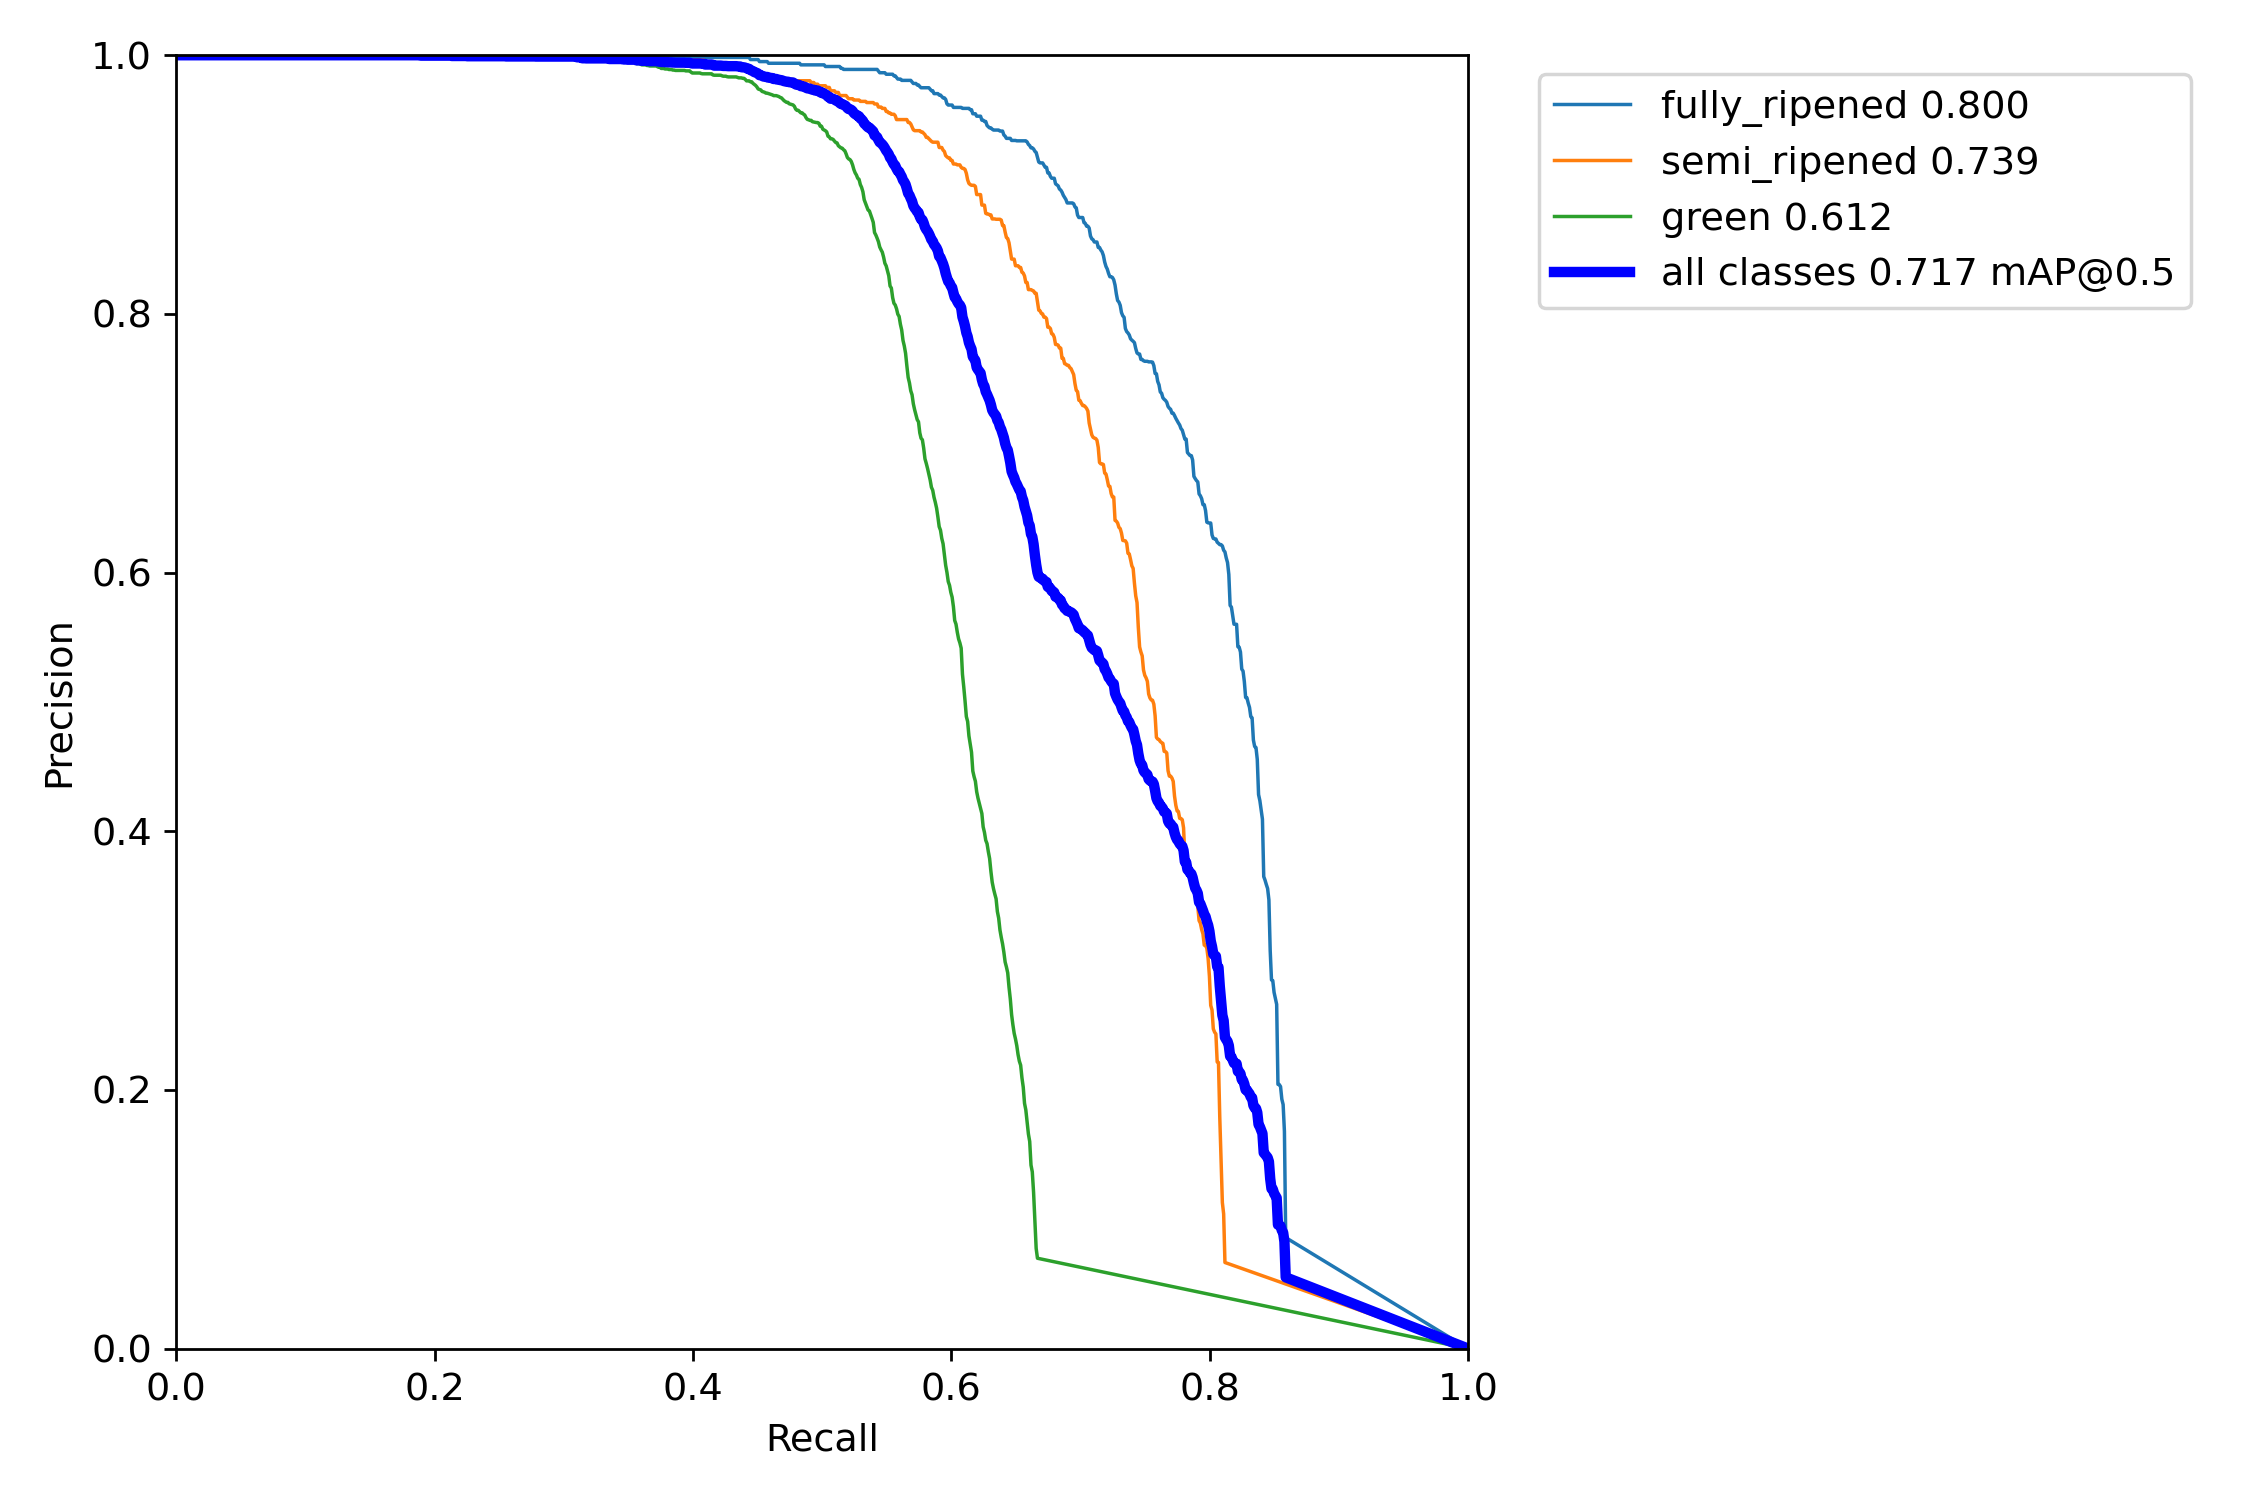 1.0
0.8
0.6
0.4
0.2
0.0
0.0 0.2 0.4 0.6 0.8 1.0
Precision
Recall
fully_ripened 0.800
semi_ripened 0.739
green 0.612
all classes 0.717 mAP@0.5